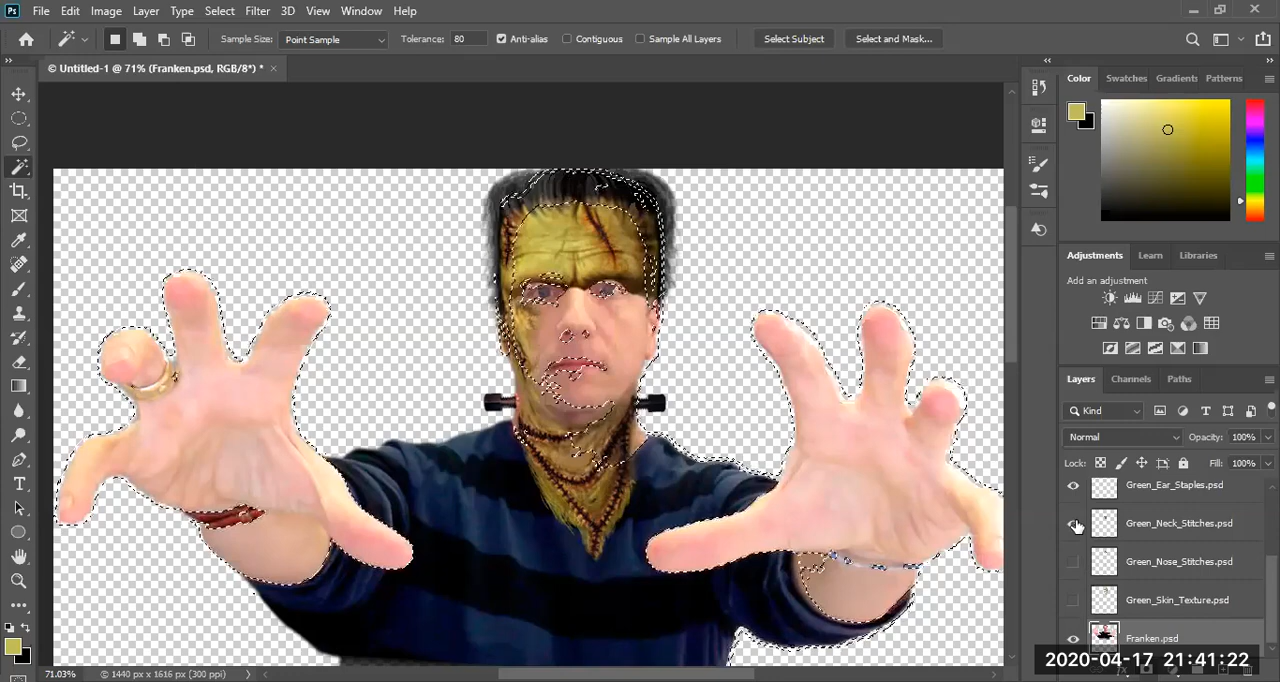 Ps File Edit Image Layer Type Select Filter 3D View Window Help
Sample Size: Point Sample Tolerance: 80 Anti-alias Contiguous Sample All Layers Select Subject Select and Mask...
© Untitled-1 @ 71% (Franken.psd, RGB/8*) * ×
Color Swatches Gradients Patterns
Adjustments Learn Libraries
Add an adjustment
Layers Channels Paths
Kind
Normal Opacity: 100%
Lock: Fill: 100%
Green_Ear_Staples.psd
Green_Neck_Stitches.psd
Green_Nose_Stitches.psd
Green_Skin_Texture.psd
Franken.psd
2020-04-17 21:41:22
71.03% © 1440 px x 1616 px (300 ppi)